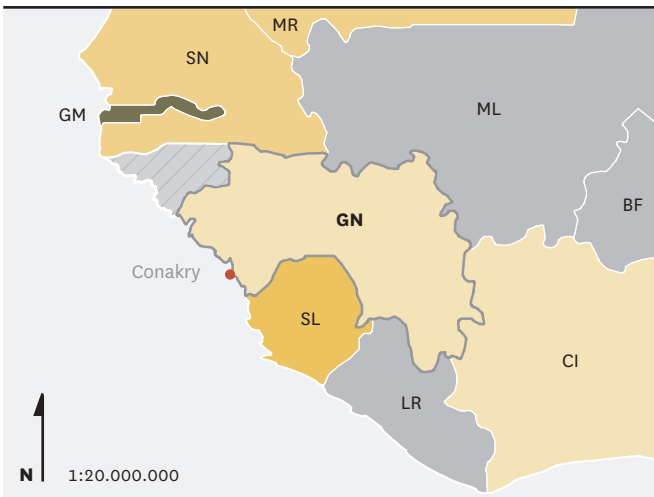 MR
SN
ML
GM
BF
GN
Conakry
SL
CI
LR
N 1:20.000.000